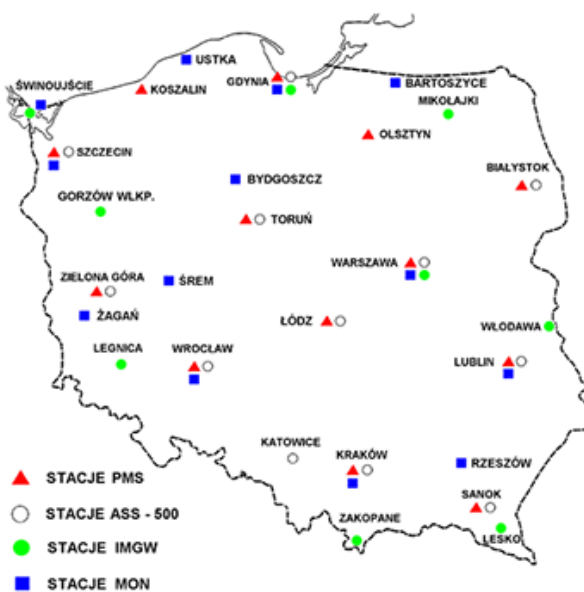 USTKA
ŚWINOUJŚCIE
GDYNIA
KOSZALIN
BARTOSZYCE
MIKOŁAJKI
OLSZTYN
SZCZECIN
BIAŁYSTOK
BYDGOSZCZ
GORZÓW WLKP.
TORUŃ
WARSZAWA
ZIELONA GÓRA
ŚREM
ŻAGAŃ
ŁÓDZ
WŁODAWA
LEGNICA
WROCŁAW
LUBLIN
KATOWICE
KRAKÓW
RZESZÓW
SANOK
ZAKOPANE
LESKO
STACJE PMS
STACJE ASS - 500
STACJE IMGW
STACJE MON